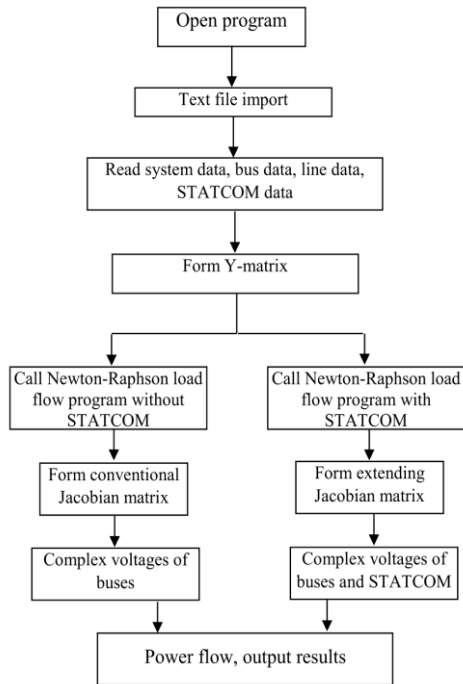 Open program
Text file import
Read system data, bus data, line data,
STATCOM data
Form Y-matrix
Call Newton-Raphson load
flow program without
STATCOM
Call Newton-Raphson load
flow program with
STATCOM
Form conventional
Jacobian matrix
Form extending
Jacobian matrix
Complex voltages of
buses
Complex voltages of
buses and STATCOM
Power flow, output results